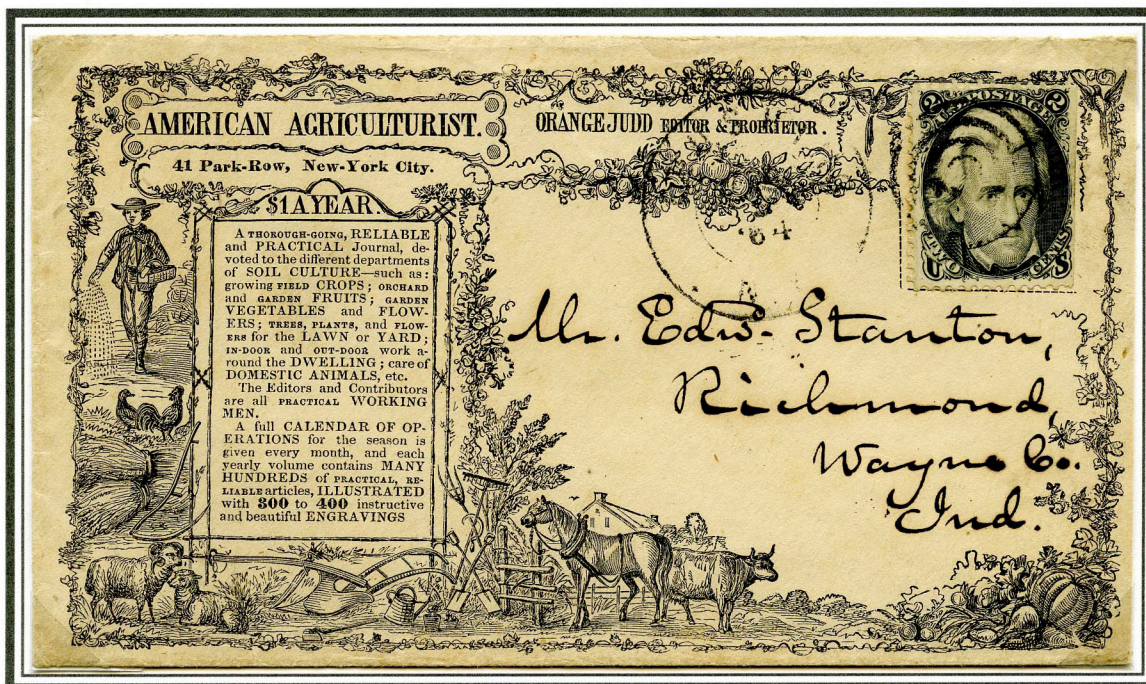 AMERICAN AGRICULTURIST.
41 Park-Row, New-York City.
ORANGE JUDD EDITOR & PROPRIETOR.
$1 A YEAR.
A THOROUGH-GOING, RELIABLE
and PRACTICAL Journal, de-
voted to the different departments
of SOIL CULTURE—such as:
growing FIELD CROPS; ORCHARD
and GARDEN FRUITS; GARDEN
VEGETABLES and FLOW-
ERS; TREES, PLANTS, and FLOW-
ERS for the LAWN or YARD;
IN-DOOR and OUT-DOOR work a-
round the DWELLING; care of
DOMESTIC ANIMALS, etc.
The Editors and Contributors
are all PRACTICAL WORKING
MEN.
A full CALENDAR OF OP-
ERATIONS for the season is
given every month, and each
yearly volume contains MANY
HUNDREDS of PRACTICAL, RE-
LIABLE articles, ILLUSTRATED
with 300 to 400 instructive
and beautiful ENGRAVINGS
2 POSTAGE 2
U S
'64
Mr. Edw. Stanton,
Richmond,
Wayne Co.
Ind.